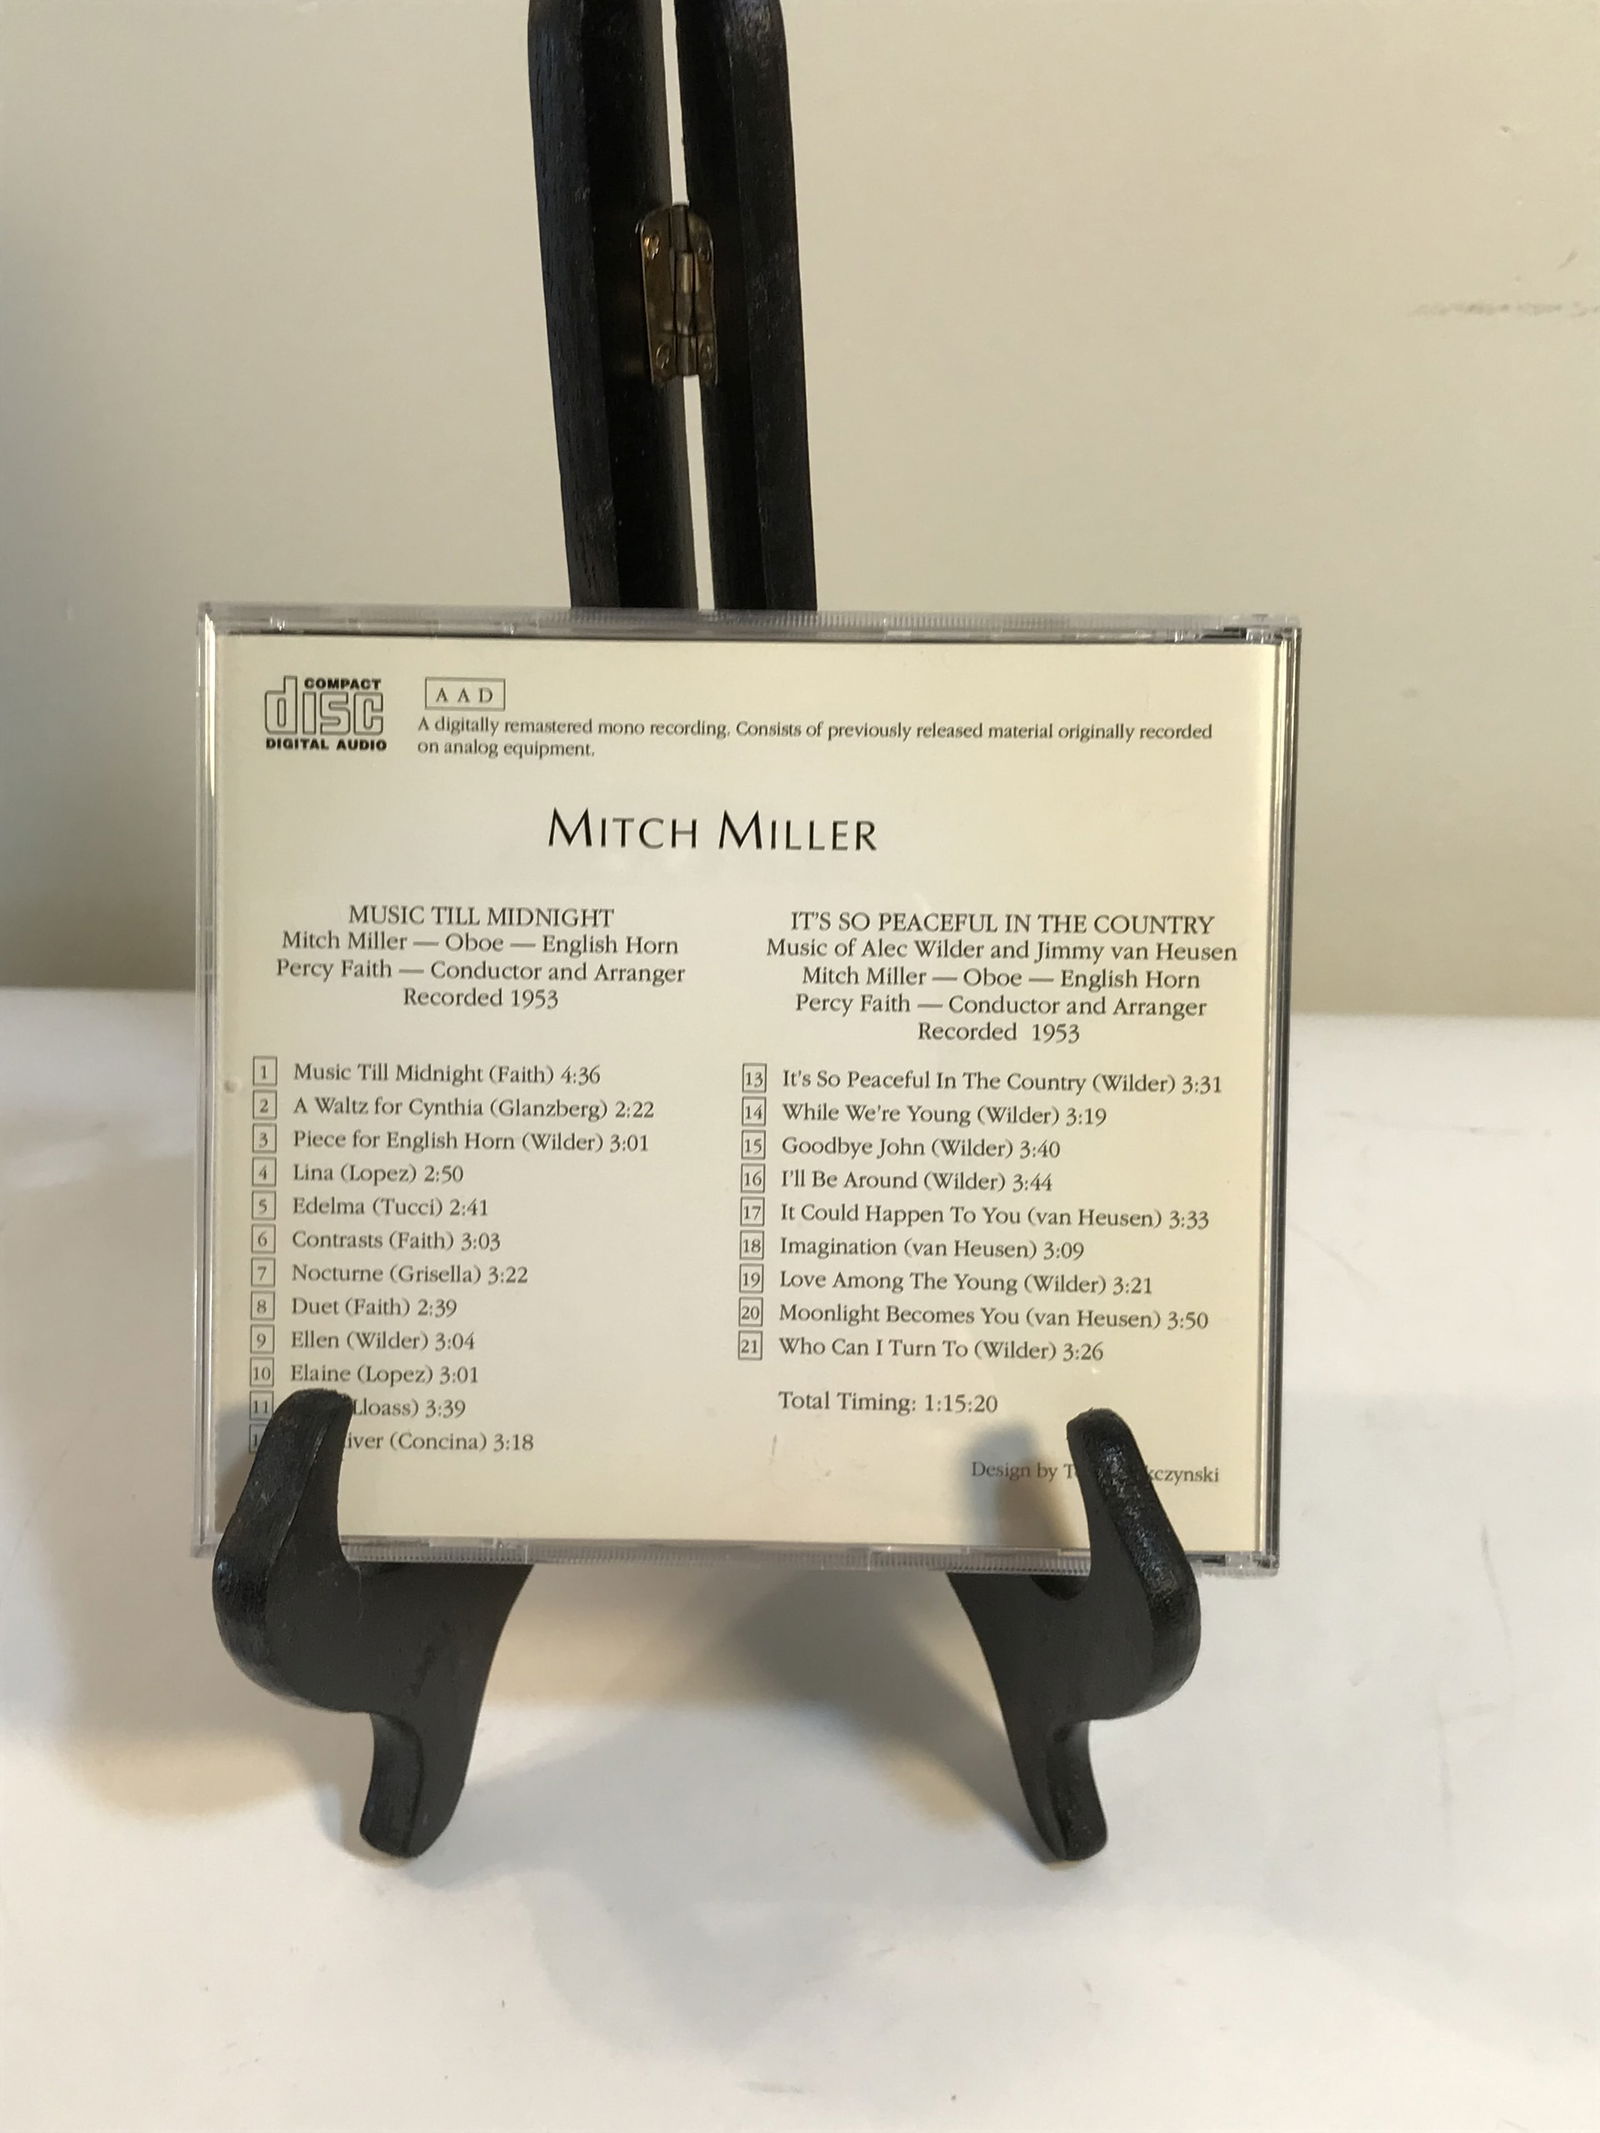 COMPACT
disc
DIGITAL AUDIO
A A D
A digitally remastered mono recording. Consists of previously released material originally recorded
on analog equipment.
MITCH MILLER
MUSIC TILL MIDNIGHT
Mitch Miller — Oboe — English Horn
Percy Faith — Conductor and Arranger
Recorded 1953
1 Music Till Midnight (Faith) 4:36
2 A Waltz for Cynthia (Glanzberg) 2:22
3 Piece for English Horn (Wilder) 3:01
4 Lina (Lopez) 2:50
5 Edelma (Tucci) 2:41
6 Contrasts (Faith) 3:03
7 Nocturne (Grisella) 3:22
8 Duet (Faith) 2:39
9 Ellen (Wilder) 3:04
10 Elaine (Lopez) 3:01
11 Lloass) 3:39
(Concina) 3:18
IT'S SO PEACEFUL IN THE COUNTRY
Music of Alec Wilder and Jimmy van Heusen
Mitch Miller — Oboe — English Horn
Percy Faith — Conductor and Arranger
Recorded 1953
13 It's So Peaceful In The Country (Wilder) 3:31
14 While We're Young (Wilder) 3:19
15 Goodbye John (Wilder) 3:40
16 I'll Be Around (Wilder) 3:44
17 It Could Happen To You (van Heusen) 3:33
18 Imagination (van Heusen) 3:09
19 Love Among The Young (Wilder) 3:21
20 Moonlight Becomes You (van Heusen) 3:50
21 Who Can I Turn To (Wilder) 3:26
Total Timing: 1:15:20
Design by